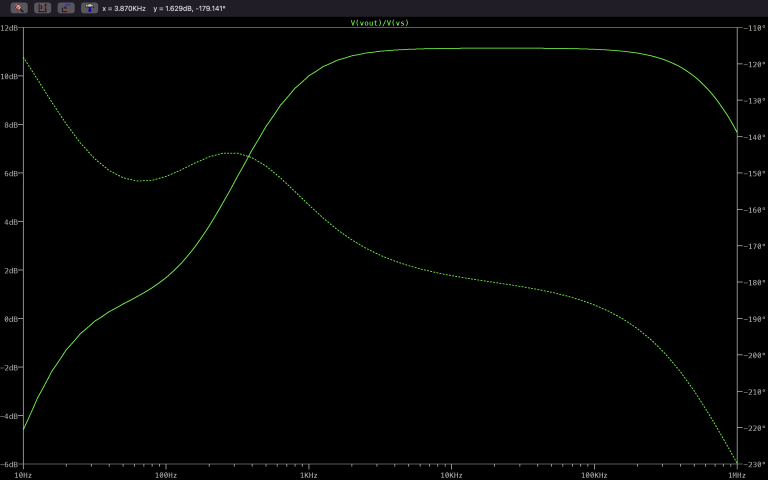 x = 3.870KHz y = 1.629dB, -179.141°
V(vout)/V(vs)
12dB
10dB
8dB
6dB
4dB
2dB
0dB
-2dB
-4dB
-6dB
-110°
-120°
-130°
-140°
-150°
-160°
-170°
-180°
-190°
-200°
-210°
-220°
-230°
10Hz 100Hz 1KHz 10KHz 100KHz 1MHz